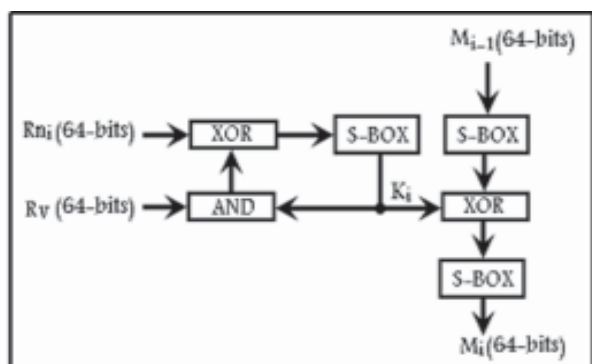 Mi-1(64-bits)
Rni(64-bits)
XOR
S-BOX
S-BOX
Rv (64-bits)
AND
Ki
XOR
S-BOX
Mi(64-bits)